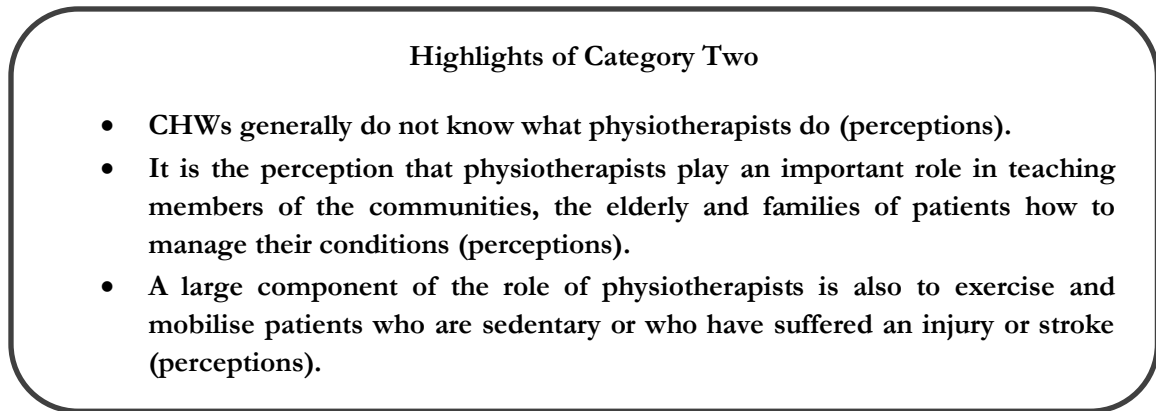 Highlights of Category Two
• CHWs generally do not know what physiotherapists do (perceptions).
• It is the perception that physiotherapists play an important role in teaching
members of the communities, the elderly and families of patients how to
manage their conditions (perceptions).
• A large component of the role of physiotherapists is also to exercise and
mobilise patients who are sedentary or who have suffered an injury or stroke
(perceptions).